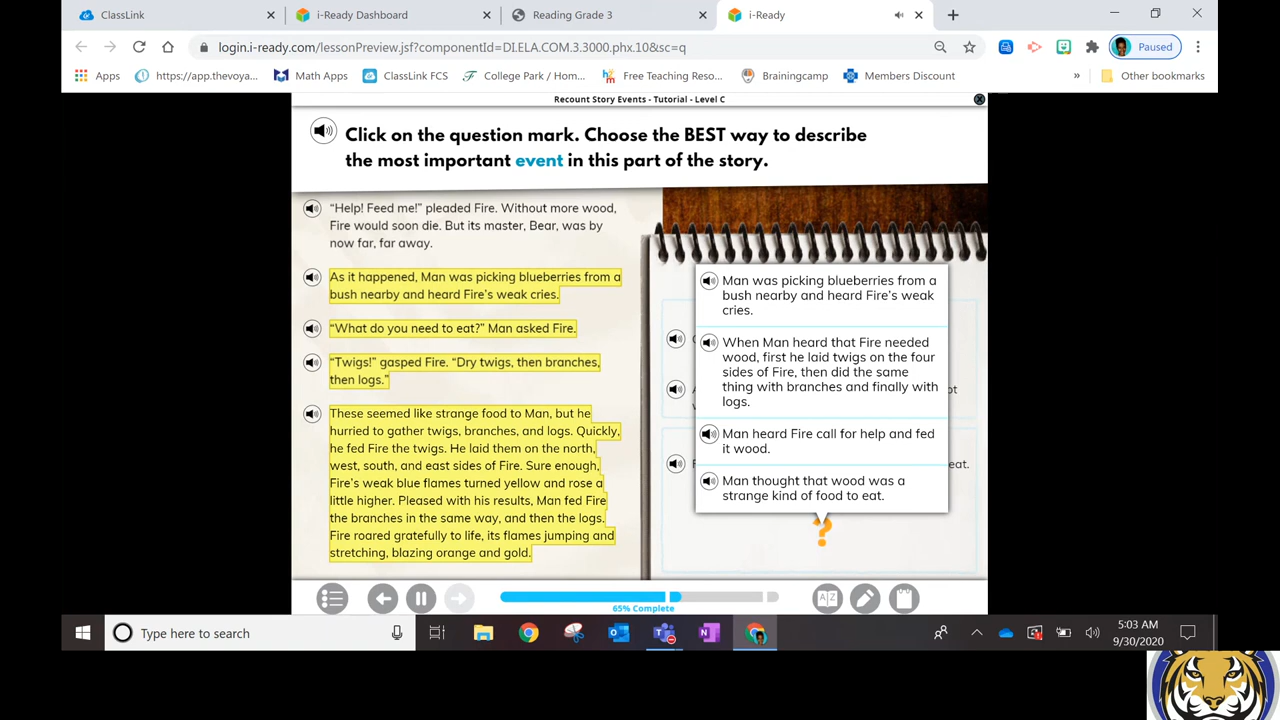 ClassLink
i-Ready Dashboard
Reading Grade 3
i-Ready
login.i-ready.com/lessonPreview.jsf?componentId=DI.ELA.COM.3.3000.phx.10&sc=q
Paused
Apps
https://app.thevoya...
Math Apps
ClassLink FCS
College Park / Hom...
Free Teaching Reso...
Brainingcamp
Members Discount
»
Other bookmarks
Recount Story Events - Tutorial - Level C
Click on the question mark. Choose the BEST way to describe
the most important event in this part of the story.
“Help! Feed me!” pleaded Fire. Without more wood,
Fire would soon die. But its master, Bear, was by
now far, far away.
As it happened, Man was picking blueberries from a
bush nearby and heard Fire’s weak cries.
“What do you need to eat?” Man asked Fire.
“Twigs!” gasped Fire. “Dry twigs, then branches,
then logs.”
These seemed like strange food to Man, but he
hurried to gather twigs, branches, and logs. Quickly,
he fed Fire the twigs. He laid them on the north,
west, south, and east sides of Fire. Sure enough,
Fire’s weak blue flames turned yellow and rose a
little higher. Pleased with his results, Man fed Fire
the branches in the same way, and then the logs.
Fire roared gratefully to life, its flames jumping and
stretching, blazing orange and gold.
Man was picking blueberries from a
bush nearby and heard Fire’s weak
cries.
When Man heard that Fire needed
wood, first he laid twigs on the four
sides of Fire, then did the same
thing with branches and finally with
logs.
Man heard Fire call for help and fed
it wood.
Man thought that wood was a
strange kind of food to eat.
eat.
?
65% Complete
A Z
Type here to search
5:03 AM
9/30/2020